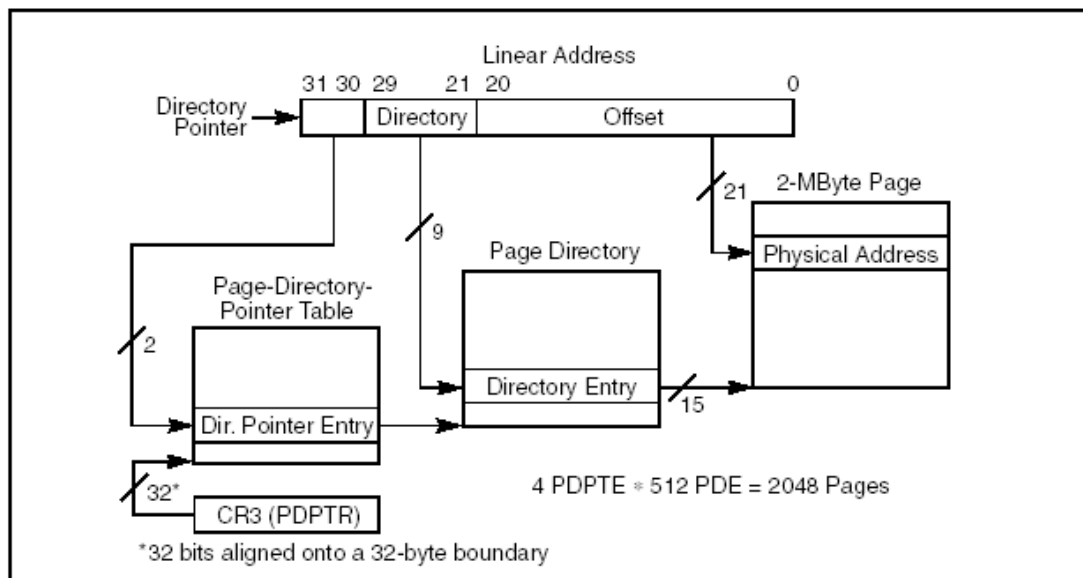 Linear Address
31 30 29 21 20 0
Directory
Pointer
Directory
Offset
2-MByte Page
21
9
Page Directory
Physical Address
Page-Directory-
Pointer Table
2
Directory Entry
15
Dir. Pointer Entry
32*
4 PDPTE * 512 PDE = 2048 Pages
CR3 (PDPTR)
*32 bits aligned onto a 32-byte boundary